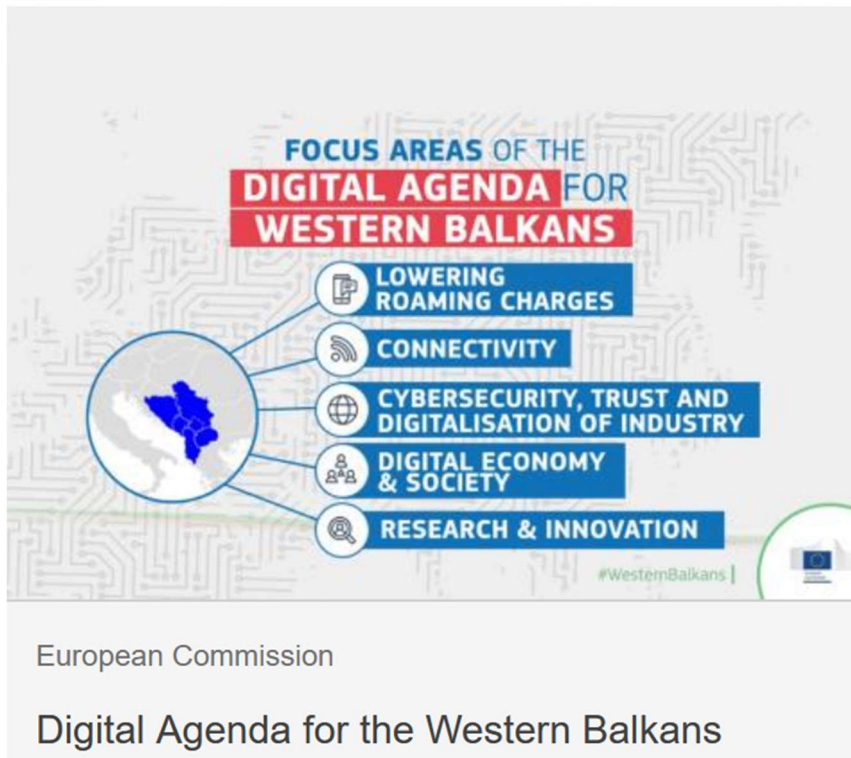 FOCUS AREAS OF THE
DIGITAL AGENDA FOR
WESTERN BALKANS
LOWERING
ROAMING CHARGES
CONNECTIVITY
CYBERSECURITY, TRUST AND
DIGITALISATION OF INDUSTRY
DIGITAL ECONOMY
& SOCIETY
RESEARCH & INNOVATION
#WesternBalkans
European Commission
Digital Agenda for the Western Balkans